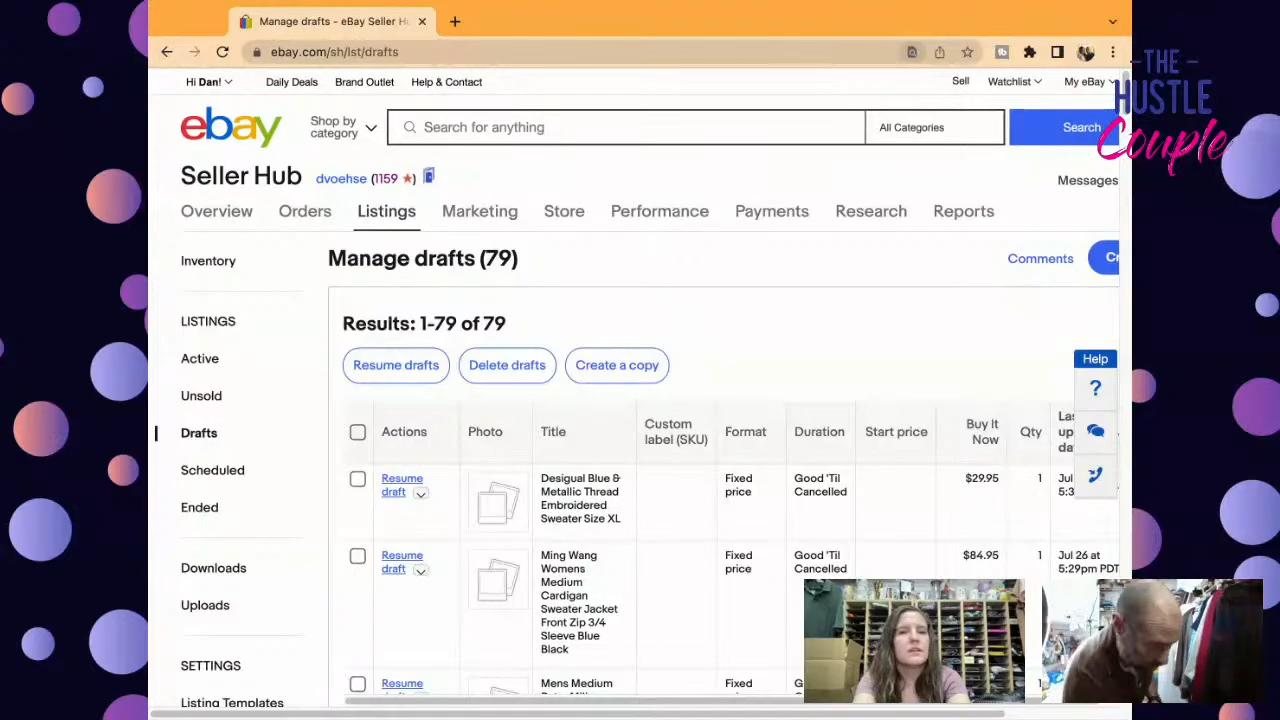 Manage drafts - eBay Seller H
ebay.com/sh/lst/drafts
Hi Dan!
Daily Deals
Brand Outlet
Help & Contact
Sell
Watchlist
My eBay
THE
HUSTLE
Couple
ebay
Shop by
category
Search for anything
All Categories
Search
Seller Hub
dvoehse (1159 ★)
Messages
Overview
Orders
Listings
Marketing
Store
Performance
Payments
Research
Reports
Inventory
LISTINGS
Active
Unsold
Drafts
Scheduled
Ended
Downloads
Uploads
SETTINGS
Listing Templates
Manage drafts (79)
Comments
Cr
Results: 1-79 of 79
Resume drafts
Delete drafts
Create a copy
Help
?
Actions
Photo
Title
Custom
label (SKU)
Format
Duration
Start price
Buy It
Now
Qty
Las
up
da
Resume
draft
Desigual Blue &
Metallic Thread
Embroidered
Sweater Size XL
Fixed
price
Good 'Til
Cancelled
$29.95
1
Jul
5:3
Resume
draft
Ming Wang
Womens
Medium
Cardigan
Sweater Jacket
Front Zip 3/4
Sleeve Blue
Black
Fixed
price
Good 'Til
Cancelled
$84.95
1
Jul 26 at
5:29pm PDT
Resume
Mens Medium
Fixed